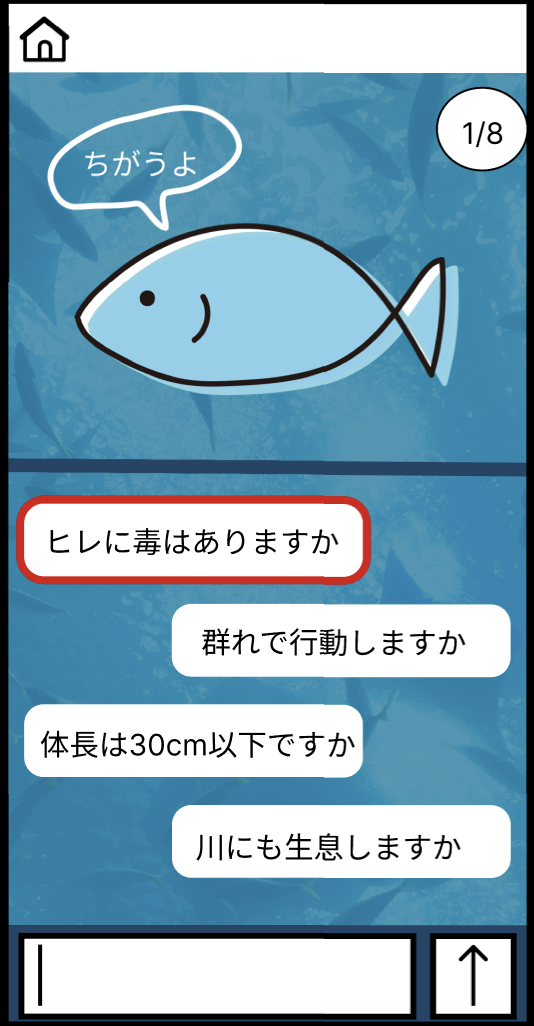 1/8
ちがうよ
ヒレに毒はありますか
群れで行動しますか
体長は30cm以下ですか
川にも生息しますか